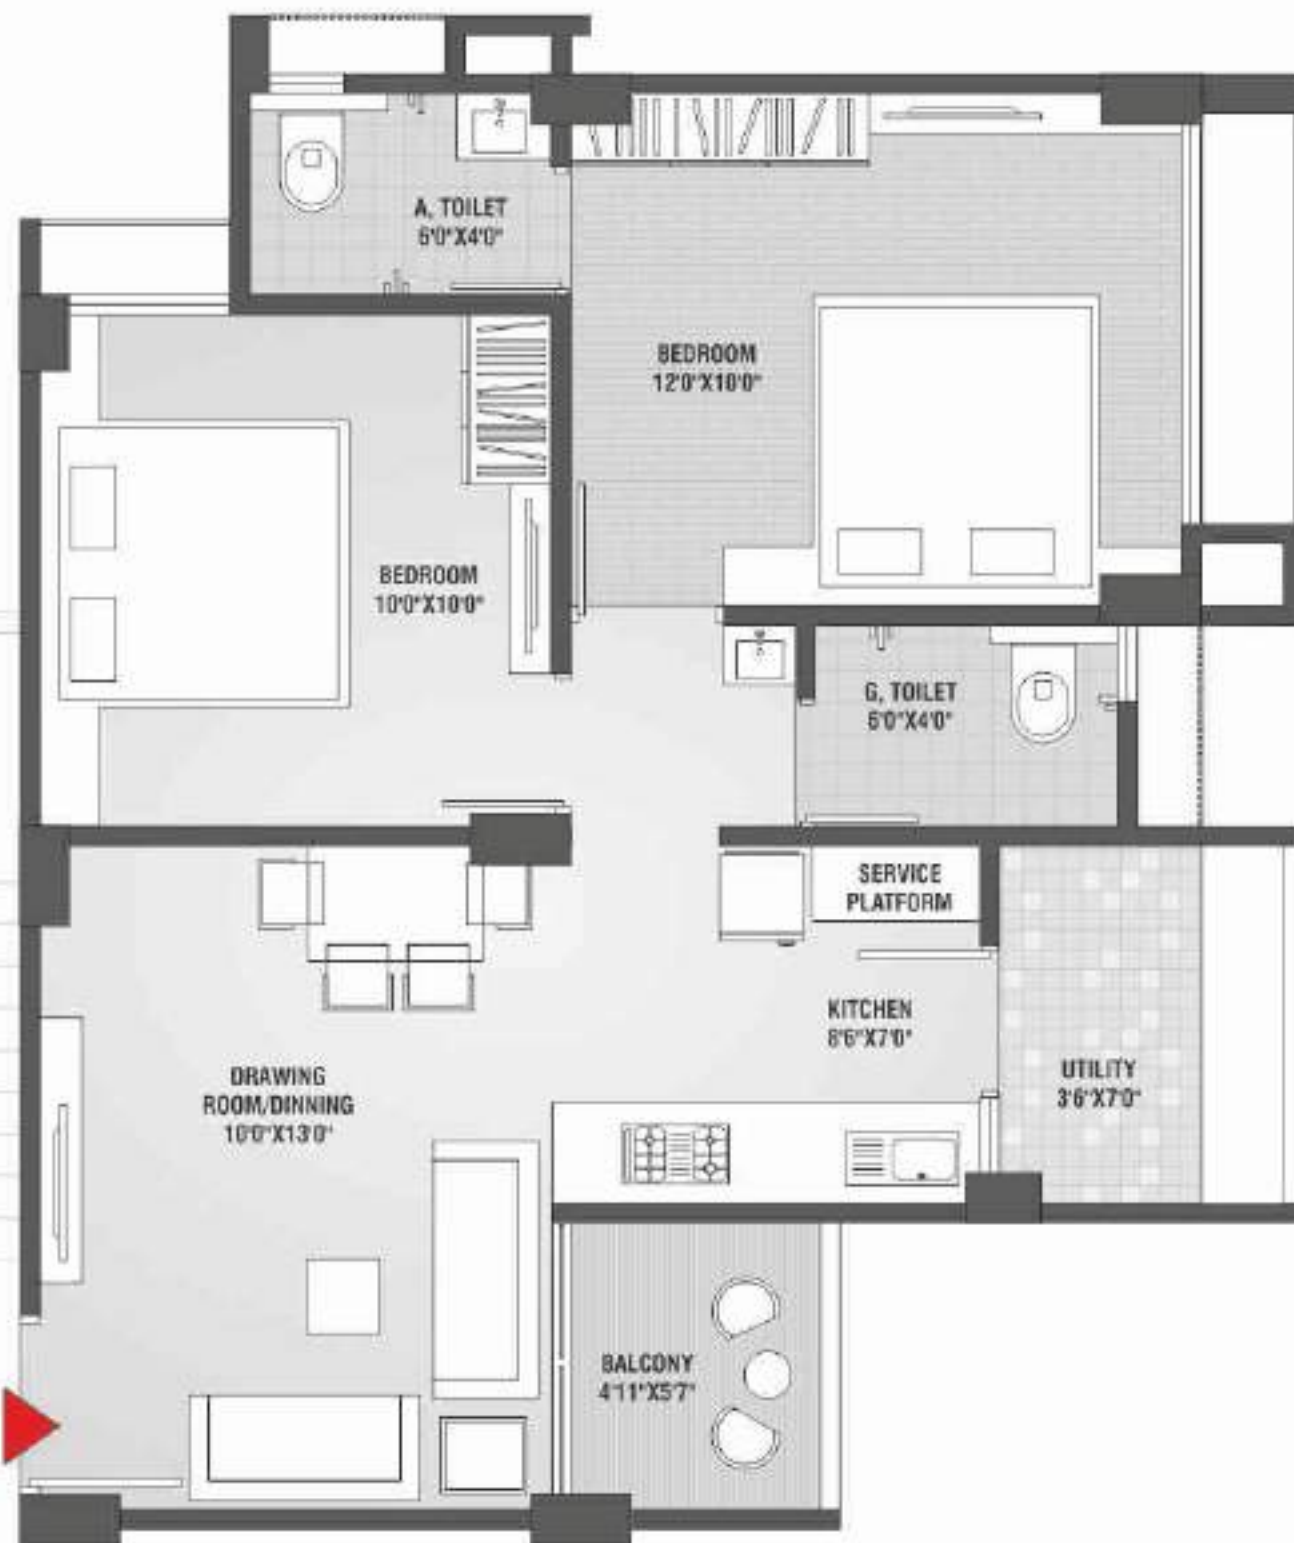 A. TOILET
6'0"X4'0"
BEDROOM
12'0"X10'0"
BEDROOM
10'0"X10'0"
G. TOILET
6'0"X4'0"
SERVICE
PLATFORM
KITCHEN
8'6"X7'0"
UTILITY
3'6"X7'0"
DRAWING
ROOM/DINNING
10'0"X13'0"
BALCONY
4'11"X5'7"